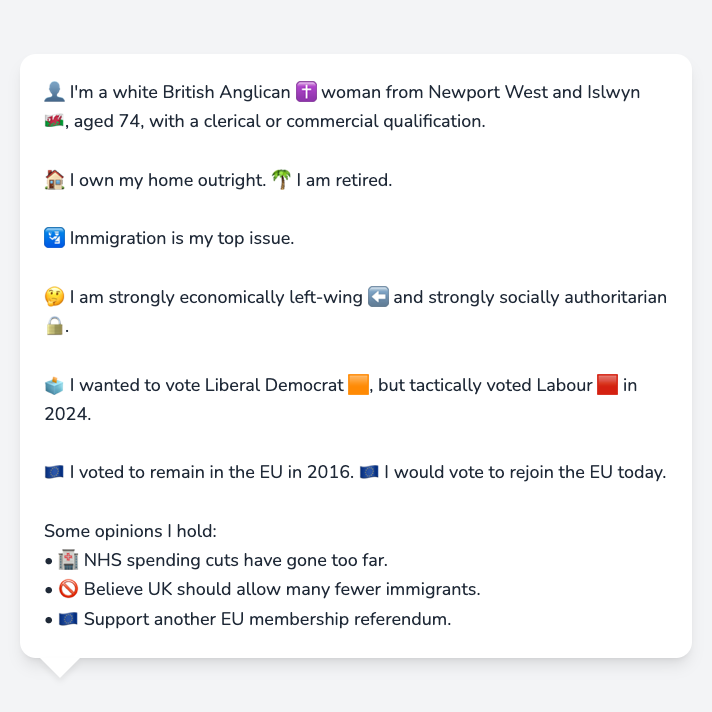 👤 I'm a white British Anglican ✝️ woman from Newport West and Islwyn
🏴󠁧󠁢󠁷󠁬󠁳󠁿, aged 74, with a clerical or commercial qualification.
🏠 I own my home outright. 🌴 I am retired.
🛂 Immigration is my top issue.
🤔 I am strongly economically left-wing ⬅️ and strongly socially authoritarian
🔒.
🗳️ I wanted to vote Liberal Democrat 🟧, but tactically voted Labour 🟥 in
2024.
🇪🇺 I voted to remain in the EU in 2016. 🇪🇺 I would vote to rejoin the EU today.
Some opinions I hold:
• 🏥 NHS spending cuts have gone too far.
• 🚫 Believe UK should allow many fewer immigrants.
• 🇪🇺 Support another EU membership referendum.